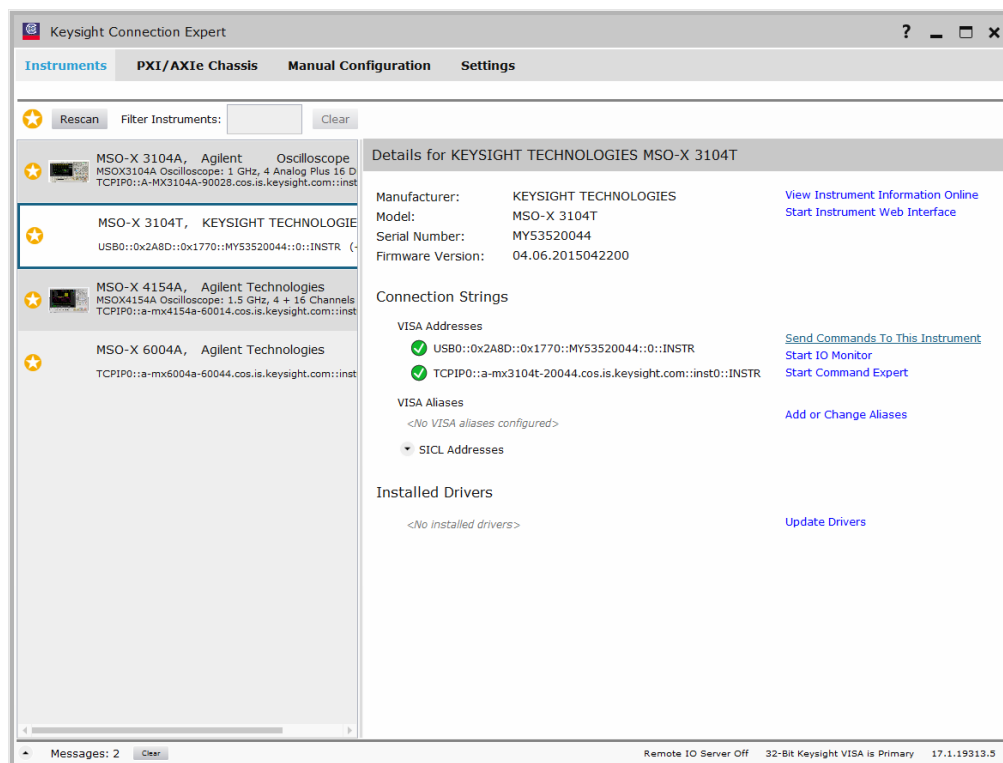 Keysight Connection Expert
?
Instruments PXI/AXIe Chassis Manual Configuration Settings
Rescan Filter Instruments: Clear
MSO-X 3104A, Agilent Oscilloscope
MSOX3104A Oscilloscope: 1 GHz, 4 Analog Plus 16 D
TCPIP0::A-MX3104A-90028.cos.is.keysight.com::inst
MSO-X 3104T, KEYSIGHT TECHNOLOGIE
USB0::0x2A8D::0x1770::MY53520044::0::INSTR (-
MSO-X 4154A, Agilent Technologies
MSOX4154A Oscilloscope: 1.5 GHz, 4 + 16 Channels
TCPIP0::a-mx4154a-60014.cos.is.keysight.com::inst
MSO-X 6004A, Agilent Technologies
TCPIP0::a-mx6004a-60044.cos.is.keysight.com::inst
Details for KEYSIGHT TECHNOLOGIES MSO-X 3104T
Manufacturer: KEYSIGHT TECHNOLOGIES
Model: MSO-X 3104T
Serial Number: MY53520044
Firmware Version: 04.06.2015042200
View Instrument Information Online
Start Instrument Web Interface
Connection Strings
VISA Addresses
USB0::0x2A8D::0x1770::MY53520044::0::INSTR
TCPIP0::a-mx3104t-20044.cos.is.keysight.com::inst0::INSTR
Send Commands To This Instrument
Start IO Monitor
Start Command Expert
VISA Aliases
<No VISA aliases configured>
Add or Change Aliases
SICL Addresses
Installed Drivers
<No installed drivers>
Update Drivers
Messages: 2 Clear
Remote IO Server Off 32-Bit Keysight VISA is Primary 17.1.19313.5